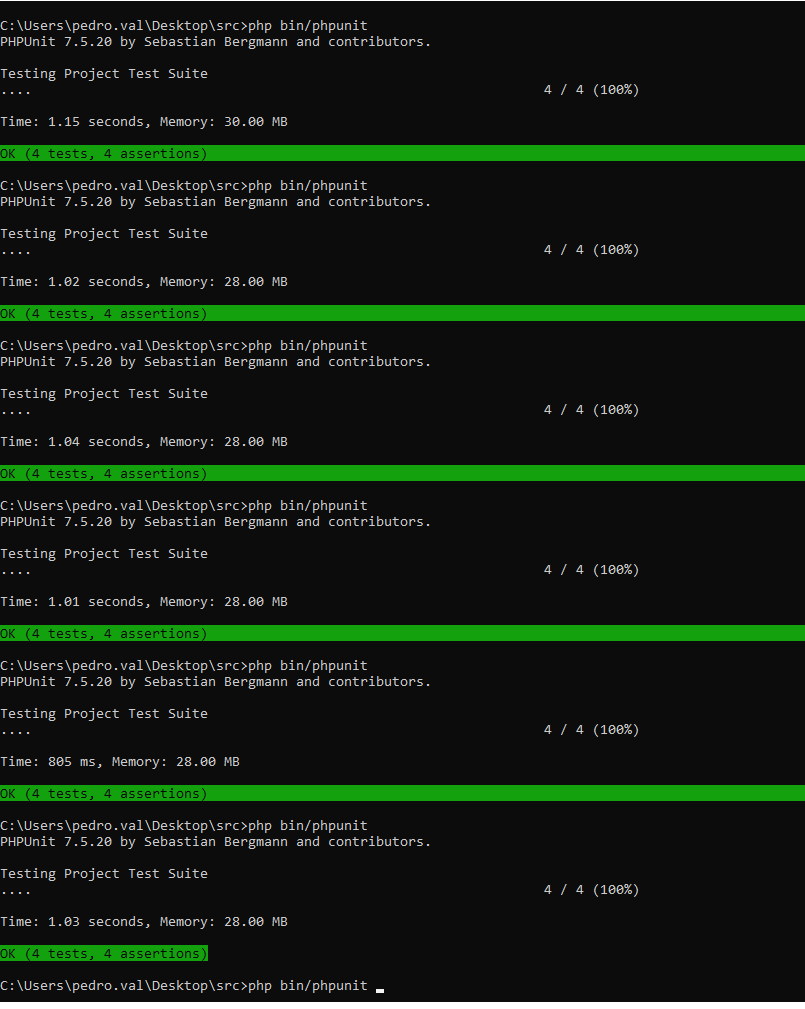 C:\Users\pedro.val\Desktop\src>php bin/phpunit
PHPUnit 7.5.20 by Sebastian Bergmann and contributors.
Testing Project Test Suite
.... 4 / 4 (100%)
Time: 1.15 seconds, Memory: 30.00 MB
OK (4 tests, 4 assertions)
C:\Users\pedro.val\Desktop\src>php bin/phpunit
PHPUnit 7.5.20 by Sebastian Bergmann and contributors.
Testing Project Test Suite
.... 4 / 4 (100%)
Time: 1.02 seconds, Memory: 28.00 MB
OK (4 tests, 4 assertions)
C:\Users\pedro.val\Desktop\src>php bin/phpunit
PHPUnit 7.5.20 by Sebastian Bergmann and contributors.
Testing Project Test Suite
.... 4 / 4 (100%)
Time: 1.04 seconds, Memory: 28.00 MB
OK (4 tests, 4 assertions)
C:\Users\pedro.val\Desktop\src>php bin/phpunit
PHPUnit 7.5.20 by Sebastian Bergmann and contributors.
Testing Project Test Suite
.... 4 / 4 (100%)
Time: 1.01 seconds, Memory: 28.00 MB
OK (4 tests, 4 assertions)
C:\Users\pedro.val\Desktop\src>php bin/phpunit
PHPUnit 7.5.20 by Sebastian Bergmann and contributors.
Testing Project Test Suite
.... 4 / 4 (100%)
Time: 805 ms, Memory: 28.00 MB
OK (4 tests, 4 assertions)
C:\Users\pedro.val\Desktop\src>php bin/phpunit
PHPUnit 7.5.20 by Sebastian Bergmann and contributors.
Testing Project Test Suite
.... 4 / 4 (100%)
Time: 1.03 seconds, Memory: 28.00 MB
OK (4 tests, 4 assertions)
C:\Users\pedro.val\Desktop\src>php bin/phpunit